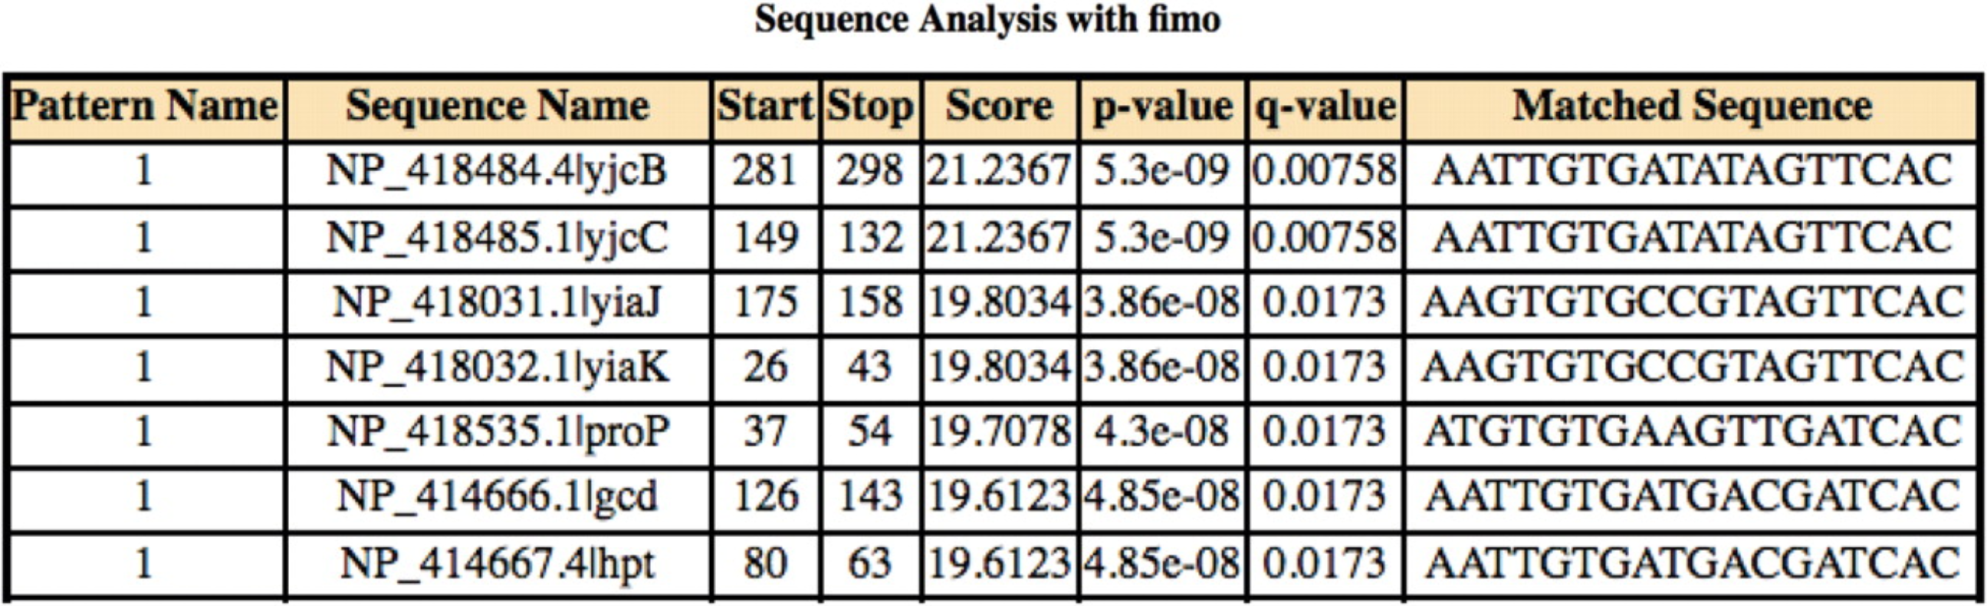 Sequence Analysis with fimo
Pattern Name Sequence Name Start Stop Score p-value q-value Matched Sequence
1 NP_418484.4|yjcB 281 298 21.2367 5.3e-09 0.00758 AATTGTGATATAGTTCAC
1 NP_418485.1|yjcC 149 132 21.2367 5.3e-09 0.00758 AATTGTGATATAGTTCAC
1 NP_418031.1|yiaJ 175 158 19.8034 3.86e-08 0.0173 AAGTGTGCCGTAGTTCAC
1 NP_418032.1|yiaK 26 43 19.8034 3.86e-08 0.0173 AAGTGTGCCGTAGTTCAC
1 NP_418535.1|proP 37 54 19.7078 4.3e-08 0.0173 ATGTGTGAAGTTGATCAC
1 NP_414666.1|gcd 126 143 19.6123 4.85e-08 0.0173 AATTGTGATGACGATCAC
1 NP_414667.4|hpt 80 63 19.6123 4.85e-08 0.0173 AATTGTGATGACGATCAC